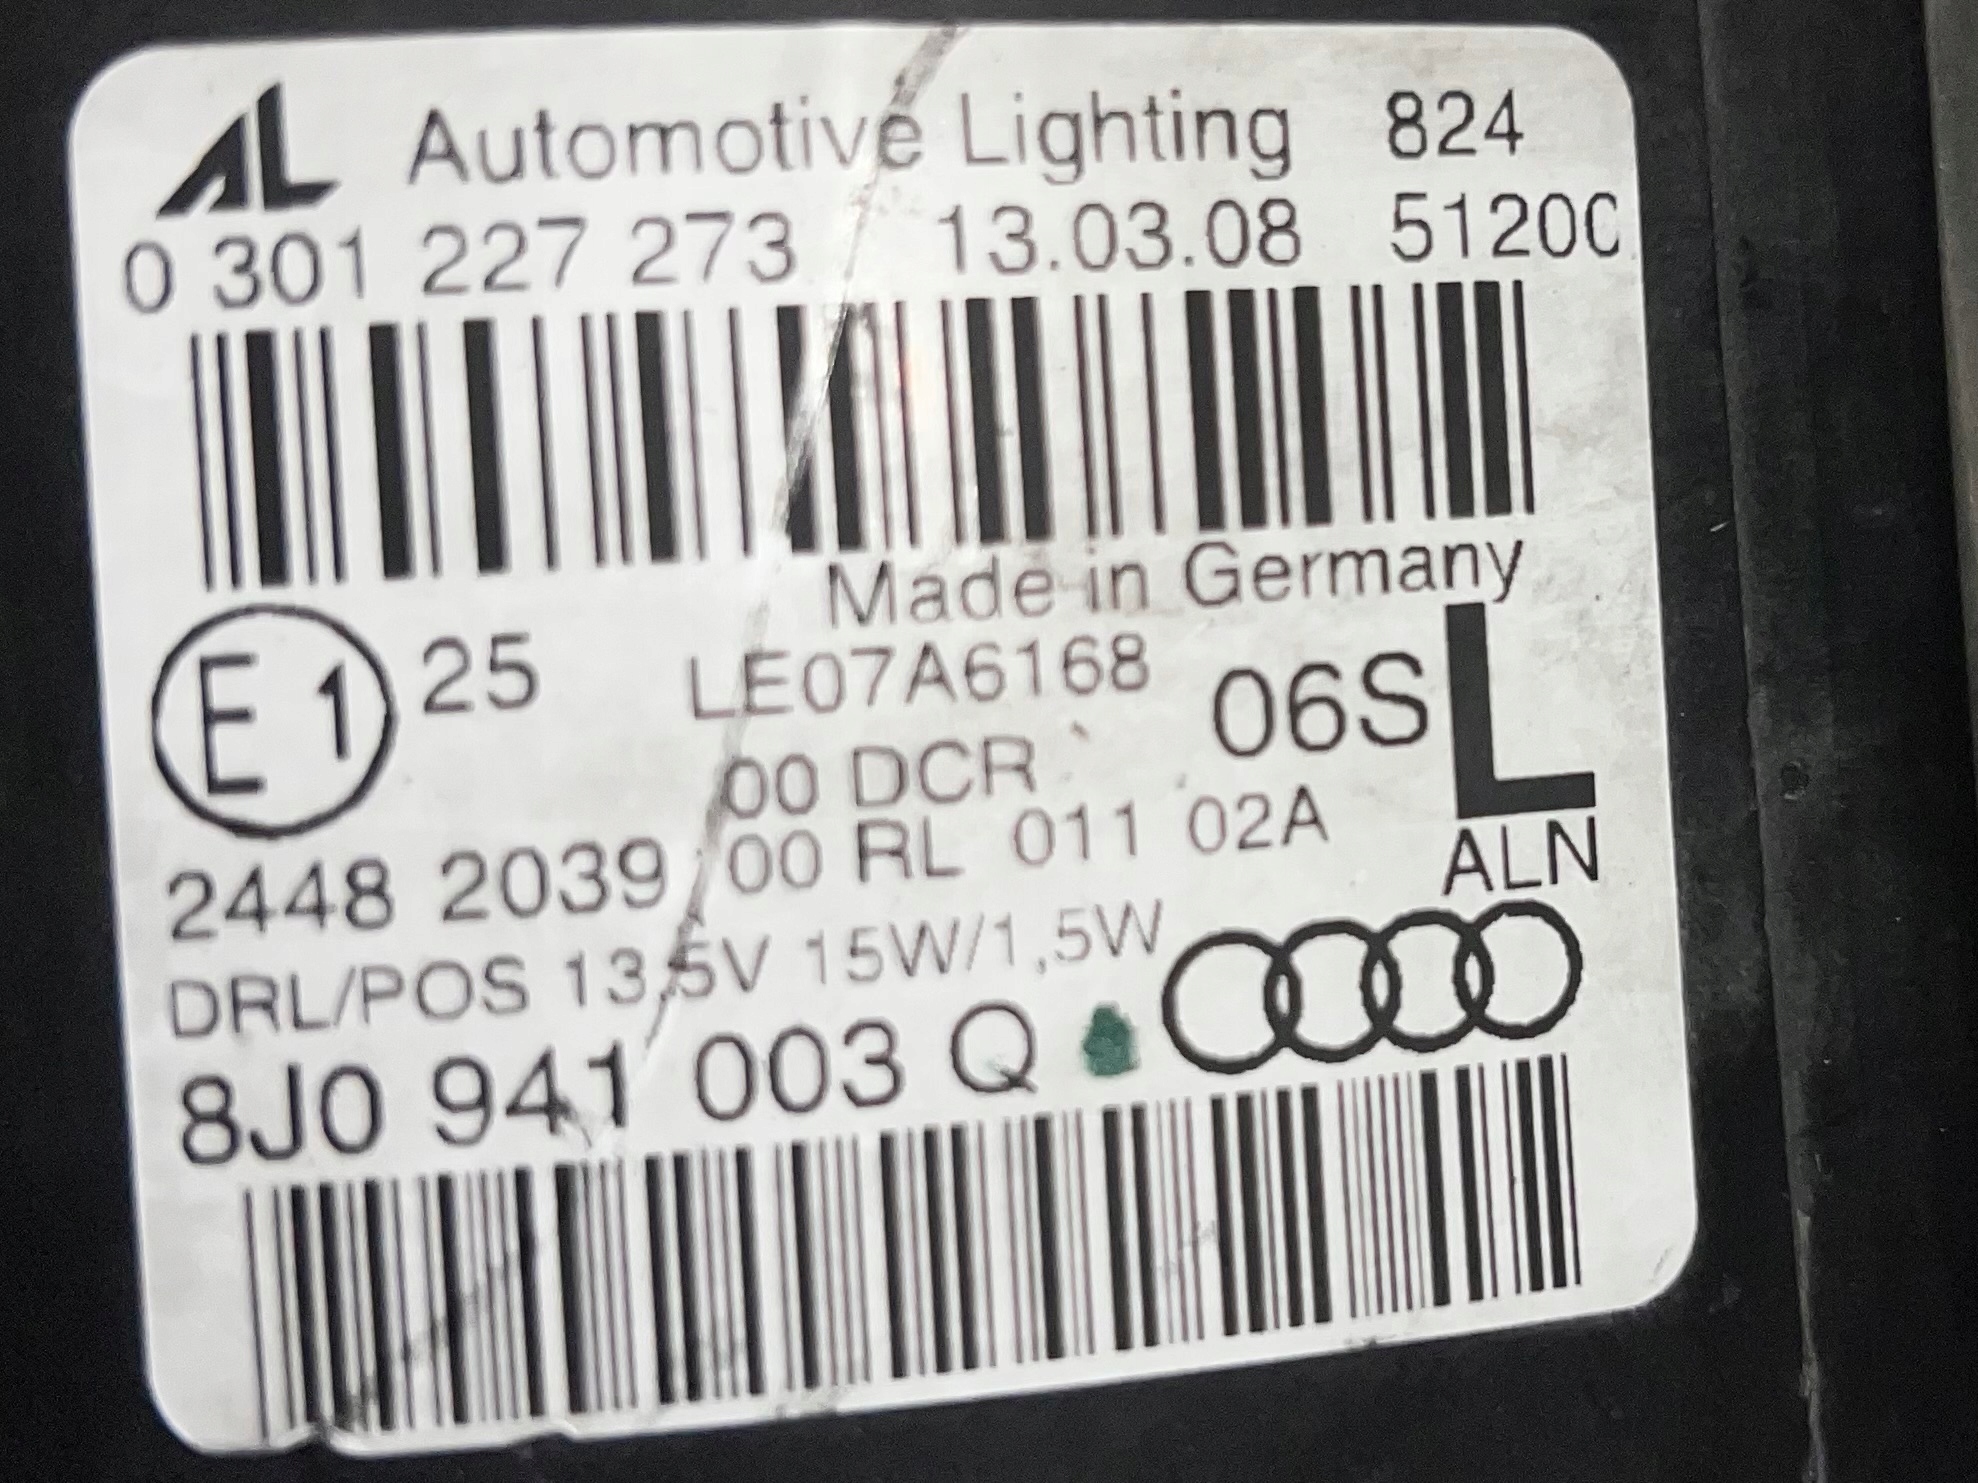 AL Automotive Lighting 824
0 301 227 273 13.03.08 5120C
Made in Germany
E1 25 LE07A6168 06S L
00 DCR
2448 2039 00 RL 011 02A ALN
DRL/POS 13,5V 15W/1,5W
8J0 941 003 Q